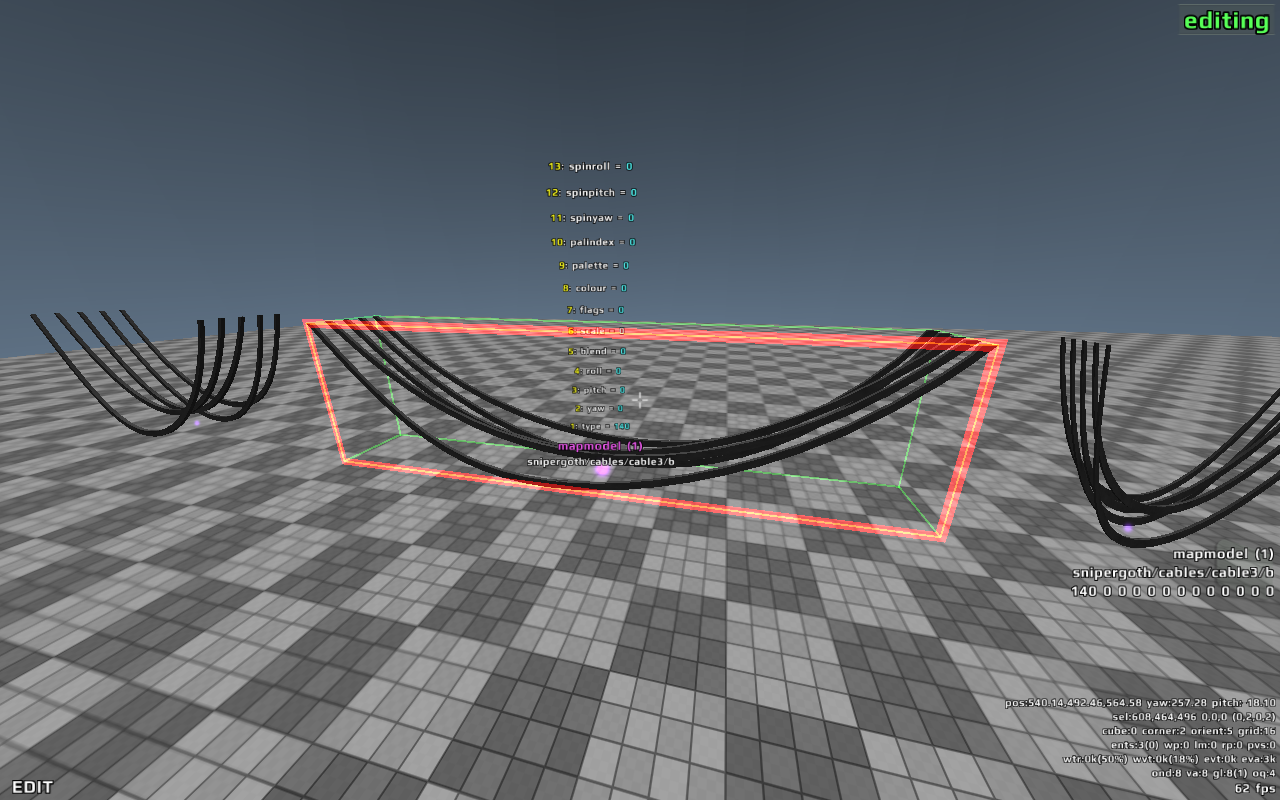 editing
13: spinroll = 0
12: spinpitch = 0
11: spinyaw = 0
10: palindex = 0
9: palette = 0
8: colour = 0
7: flags = 0
6: scale = 0
5: blend = 0
4: roll = 0
3: pitch = 0
2: yaw = 0
1: type = 140
mapmodel (1)
snipergoth/cables/cable3/b
mapmodel (1)
snipergoth/cables/cable3/b
140 0 0 0 0 0 0 0 0 0 0 0 0
pos:540.14,492.46,564.58 yaw:257.28 pitch:-18.10
sel:608,464,496 0,0,0 (0,2,0,2)
cube:0 corner:2 orient:5 grid:16
ents:3(0) wp:0 lm:0 rp:0 pvs:0
wtr:0k(50%) wvt:0k(18%) evt:0k eva:3k
ond:8 va:8 gl:8(1) oq:4
62 fps
EDIT